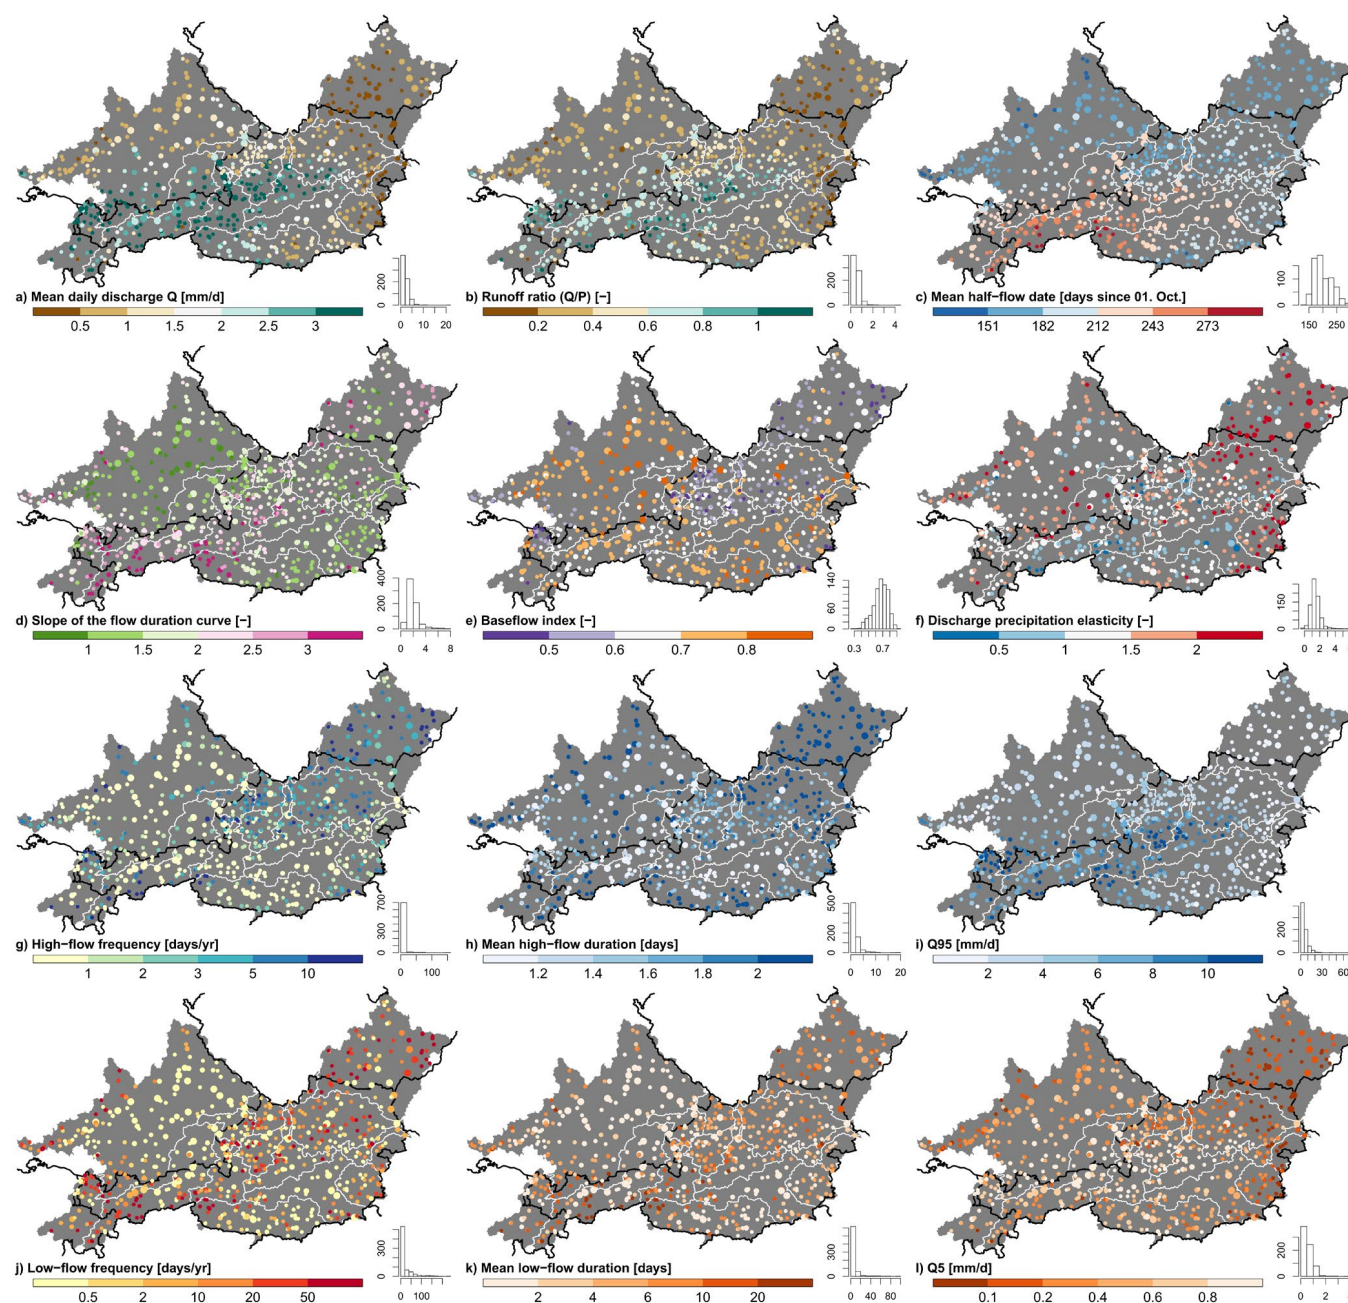 200
0
0 10 20
a) Mean daily discharge Q [mm/d]
0.5 1 1.5 2 2.5 3
200
0
0 2 4
b) Runoff ratio (Q/P) [−]
0.2 0.4 0.6 0.8 1
100
0
150 250
c) Mean half−flow date [days since 01. Oct.]
151 182 212 243 273
400
200
0
0 4 8
d) Slope of the flow duration curve [−]
1 1.5 2 2.5 3
140
60
0
0.3 0.7
e) Baseflow index [−]
0.5 0.6 0.7 0.8
200
0
0 2 4
f) Discharge precipitation elasticity [−]
0.5 1 1.5 2
700
300
0
0 100
g) High−flow frequency [days/yr]
1 2 3 5 10
500
200
0
0 10 20
h) Mean high−flow duration [days]
1.2 1.4 1.6 1.8 2
200
0
0 30 60
i) Q95 [mm/d]
2 4 6 8 10
300
0
0 100
j) Low−flow frequency [days/yr]
0.5 2 10 20 50
300
0
0 40 80
k) Mean low−flow duration [days]
2 4 6 10 20
200
0
0 2 4
l) Q5 [mm/d]
0.1 0.2 0.4 0.6 0.8